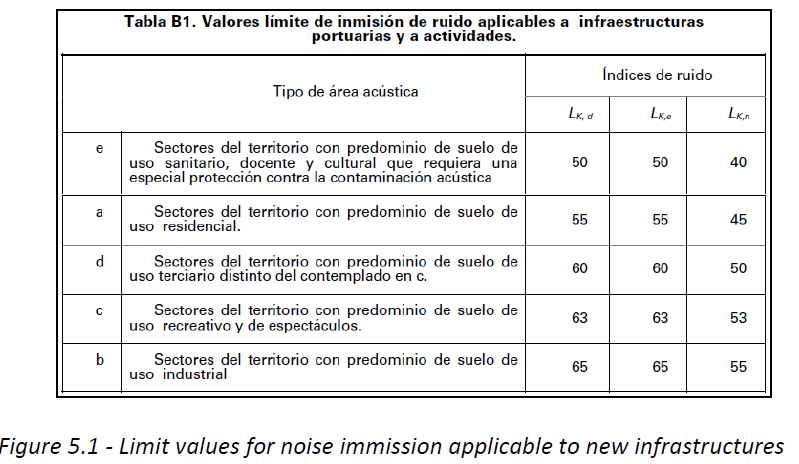 Tabla B1. Valores límite de inmisión de ruido aplicables a infraestructuras
portuarias y a actividades.
Tipo de área acústica
Índices de ruido
LK, d LK,e LK,n
e Sectores del territorio con predominio de suelo de
uso sanitario, docente y cultural que requiera una
especial protección contra la contaminación acústica
50 50 40
a Sectores del territorio con predominio de suelo de
uso residencial.
55 55 45
d Sectores del territorio con predominio de suelo de
uso terciario distinto del contemplado en c.
60 60 50
c Sectores del territorio con predominio de suelo de
uso recreativo y de espectáculos.
63 63 53
b Sectores del territorio con predominio de suelo de
uso industrial
65 65 55
Figure 5.1 - Limit values for noise immission applicable to new infrastructures